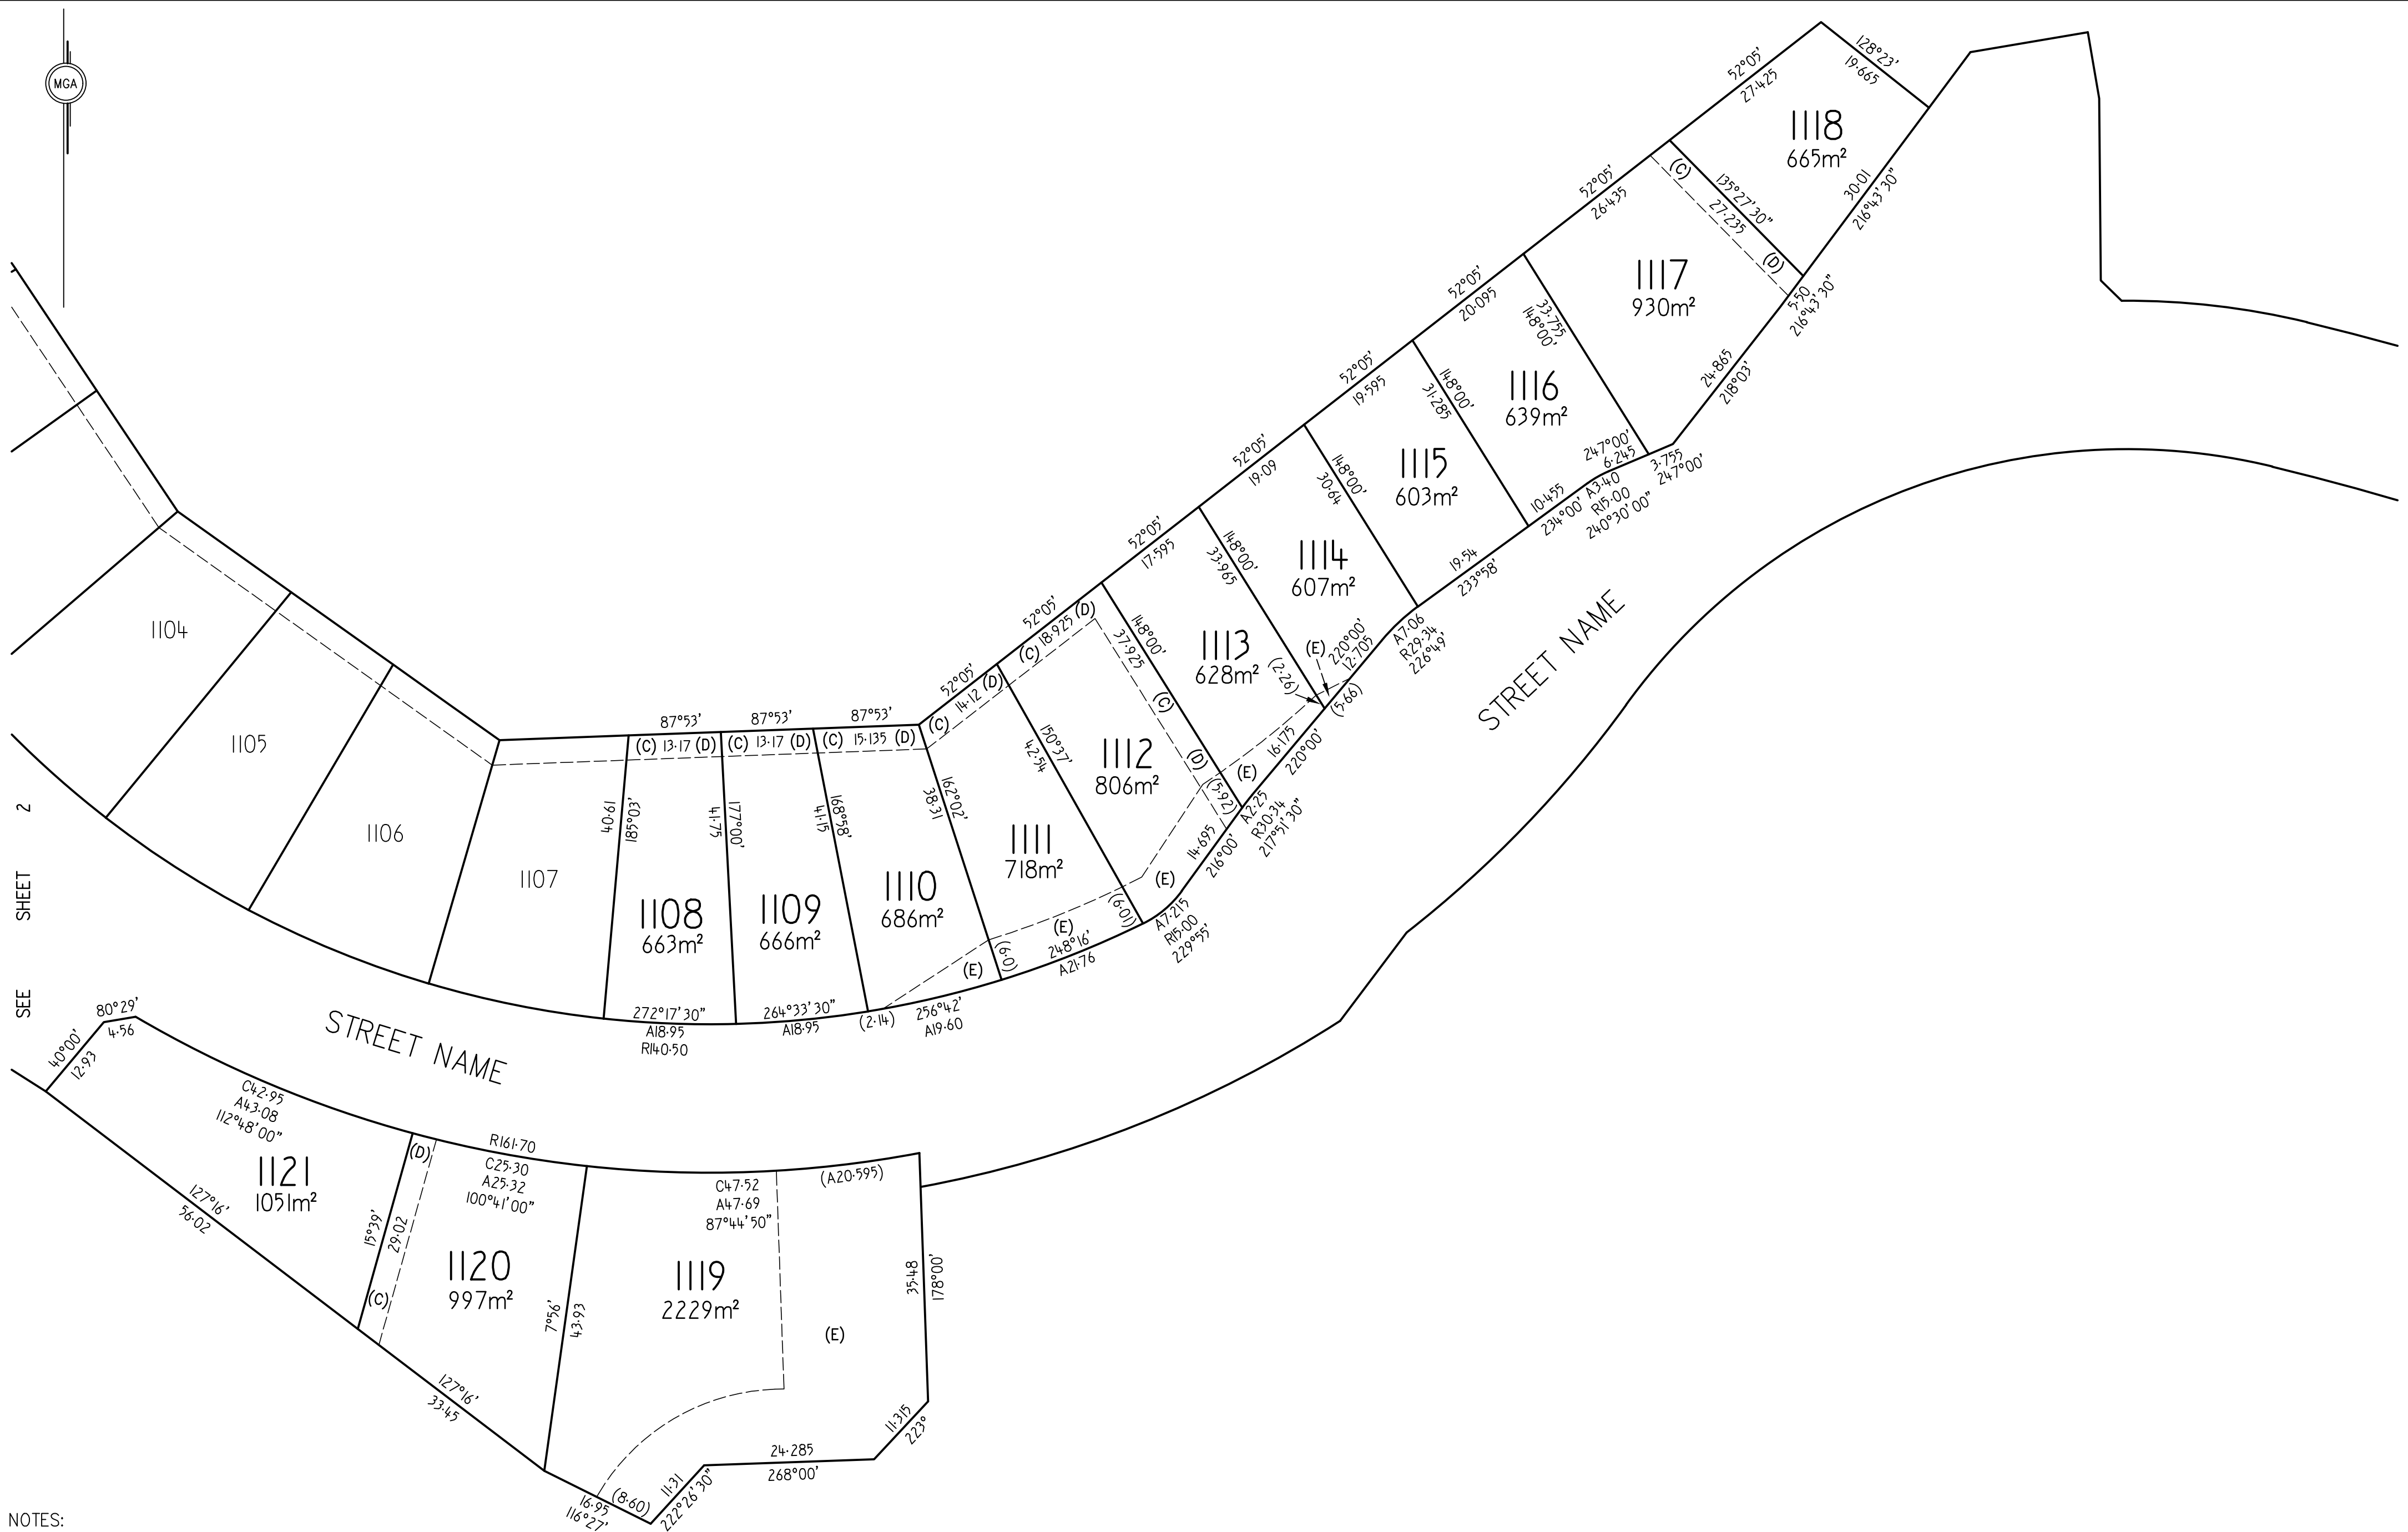 MGA
128°23'
19·665
52°05'
27·425
1118
665m²
30·01
216°43'30"
(C)
135°27'30"
27·235
(D)
52°05'
26·435
1117
930m²
5·50
216°43'30"
24·865
218°03'
52°05'
20·095
33·755
148°00'
1116
639m²
247°00'
6·245
3·755
247°00'
10·455
234°00'
A3·40
R15·00
240°30'00"
52°05'
19·595
148°00'
31·285
1115
603m²
19·54
233°58'
52°05'
19·09
148°00'
30·64
1114
607m²
220°00'
12·705
A7·06
R29·34
226°49'
(E)
(2·26)
(5·66)
52°05'
17·595
148°00'
33·965
1113
628m²
16·175
220°00'
(E)
52°05'
(C) 18·925 (D)
148°00'
37·925
(C)
(D)
(5·92)
1112
806m²
A2·25
R30·34
217°51'30"
14·695
216°00'
(E)
A7·215
R15·00
229°55'
52°05'
(C) 14·12 (D)
150°37'
42·54
1111
718m²
(6·01)
(E)
248°16'
A21·76
87°53'
(C) 15·135 (D)
162°02'
38·31
1110
686m²
(6·0)
(E)
256°42'
A19·60
(2·14)
87°53'
(C) 13·17 (D)
168°58'
41·15
1109
666m²
264°33'30"
A18·95
87°53'
(C) 13·17 (D)
177°00'
41·75
1108
663m²
272°17'30"
A18·95
R140·50
40·61
185°03'
1107
1106
1105
1104
SEE SHEET 2
STREET NAME
STREET NAME
80°29'
4·56
40°00'
12·93
C42·95
A43·08
112°48'00"
1121
1051m²
127°16'
56·02
15°39'
29·02
(D)
(C)
R161·70
C25·30
A25·32
100°41'00"
1120
997m²
127°16'
33·45
7°56'
43·93
C47·52
A47·69
87°44'50"
(A20·595)
1119
2229m²
(E)
35·48
178°00'
11·315
223°
24·285
268°00'
11·31
222°26'30"
(8·60)
16·95
116°27'
NOTES: